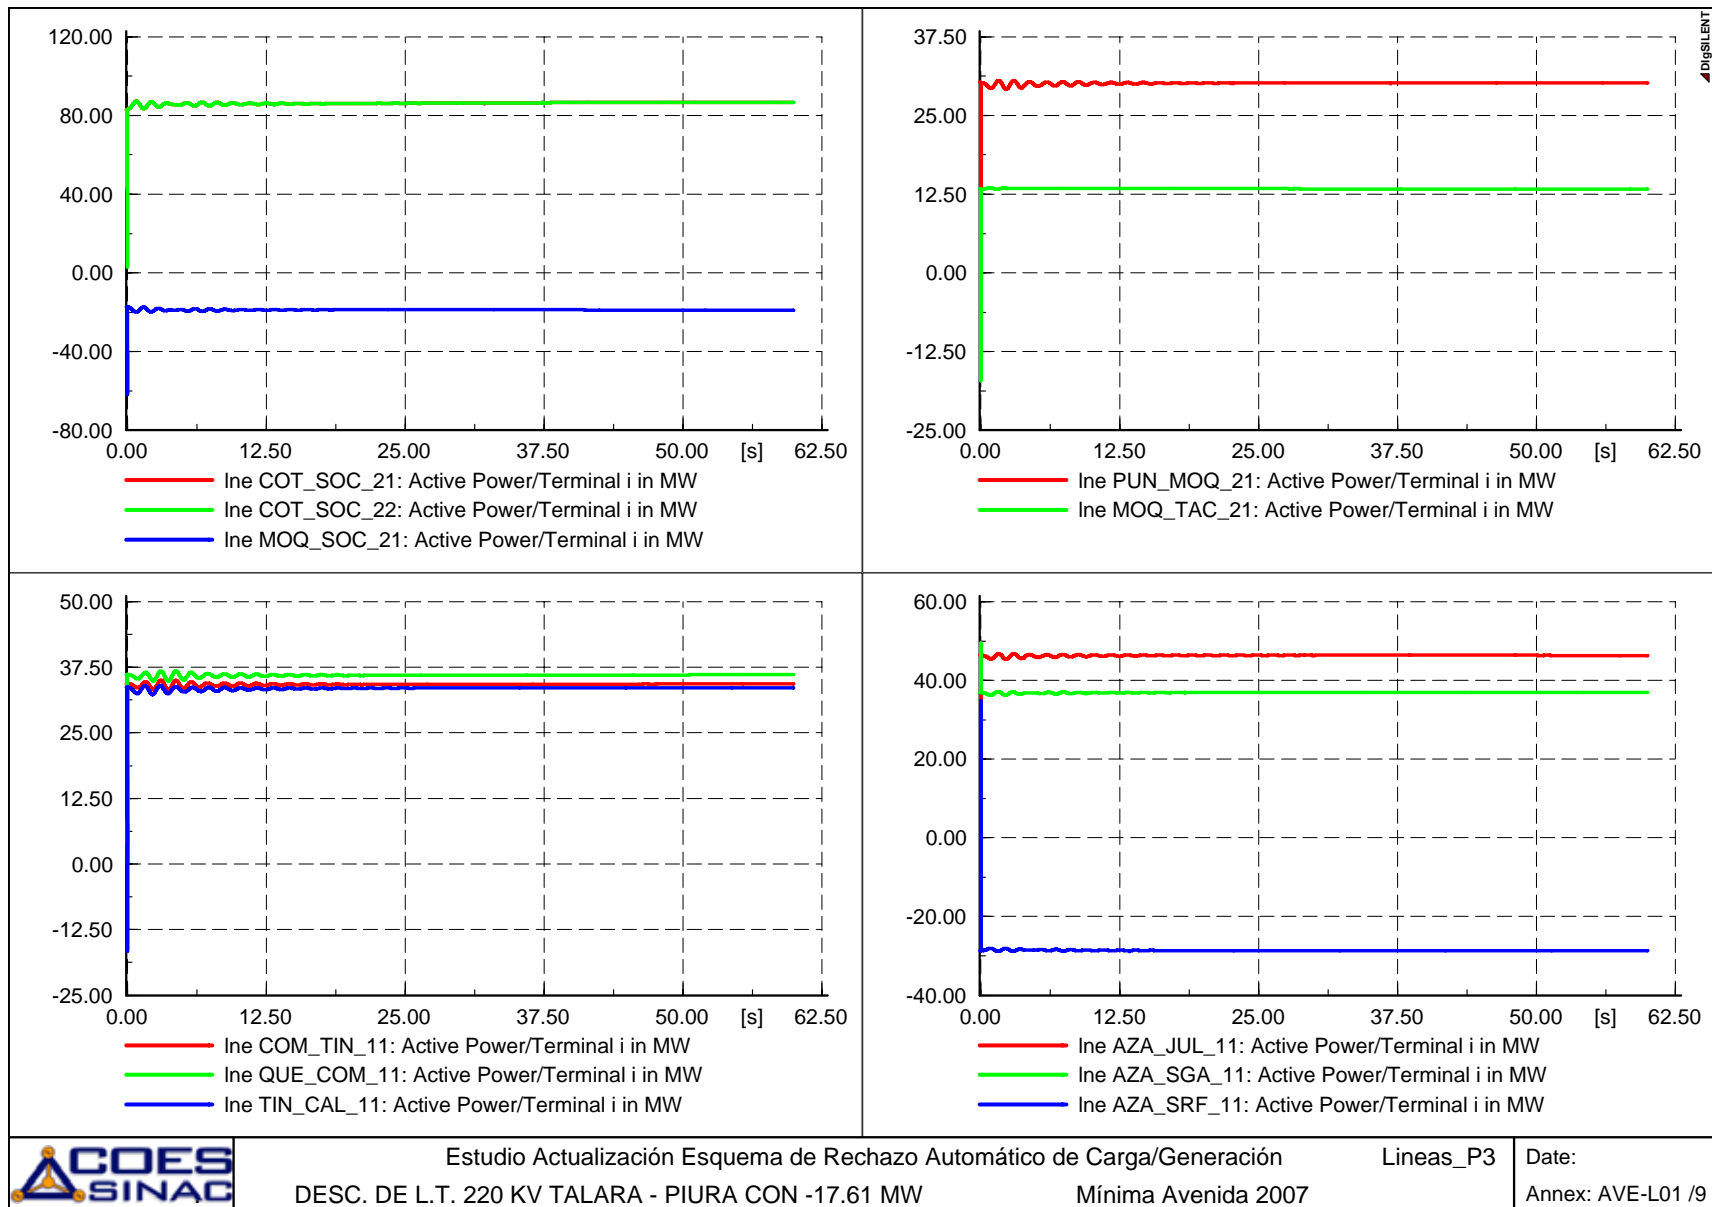 DIgSILENT
120.00
80.00
40.00
0.00
-40.00
-80.00
0.00 12.50 25.00 37.50 50.00 [s] 62.50
lne COT_SOC_21: Active Power/Terminal i in MW
lne COT_SOC_22: Active Power/Terminal i in MW
lne MOQ_SOC_21: Active Power/Terminal i in MW
37.50
25.00
12.50
0.00
-12.50
-25.00
0.00 12.50 25.00 37.50 50.00 [s] 62.50
lne PUN_MOQ_21: Active Power/Terminal i in MW
lne MOQ_TAC_21: Active Power/Terminal i in MW
50.00
37.50
25.00
12.50
0.00
-12.50
-25.00
0.00 12.50 25.00 37.50 50.00 [s] 62.50
lne COM_TIN_11: Active Power/Terminal i in MW
lne QUE_COM_11: Active Power/Terminal i in MW
lne TIN_CAL_11: Active Power/Terminal i in MW
60.00
40.00
20.00
0.00
-20.00
-40.00
0.00 12.50 25.00 37.50 50.00 [s] 62.50
lne AZA_JUL_11: Active Power/Terminal i in MW
lne AZA_SGA_11: Active Power/Terminal i in MW
lne AZA_SRF_11: Active Power/Terminal i in MW
COES
SINAC
Estudio Actualización Esquema de Rechazo Automático de Carga/Generación Lineas_P3
DESC. DE L.T. 220 KV TALARA - PIURA CON -17.61 MW Mínima Avenida 2007
Date:
Annex: AVE-L01 /9